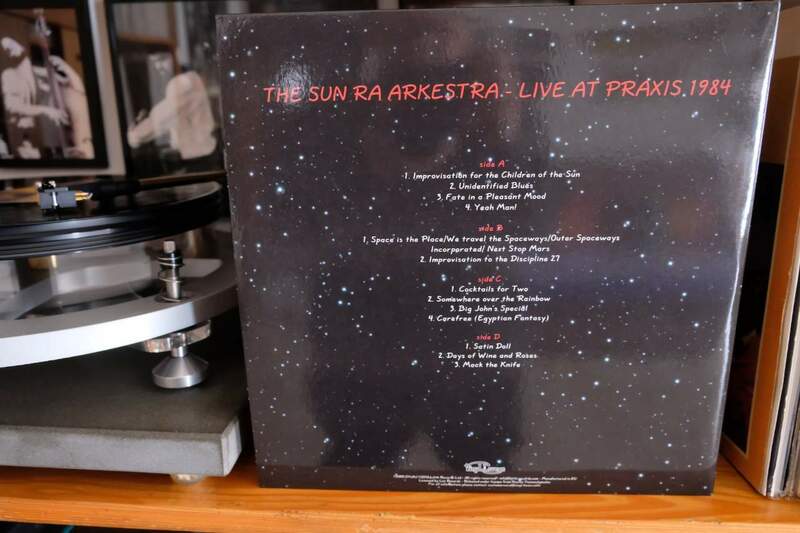 THE SUN RA ARKESTRA - LIVE AT PRAXIS 1984
side A
1. Improvisation for the Children of the Sun
2. Unidentified Blues
3. Fate in a Pleasant Mood
4. Yeah Man!
side B
1. Space is the Place/We travel the Spaceways/Outer Spaceways
Incorporated/ Next Stop Mars
2. Improvisation to the Discipline 27
side C
1. Cocktails for Two
2. Somewhere over the Rainbow
3. Big John's Special
4. Carefree (Egyptian Fantasy)
side D
1. Satin Doll
2. Days of Wine and Roses
3. Mack the Knife